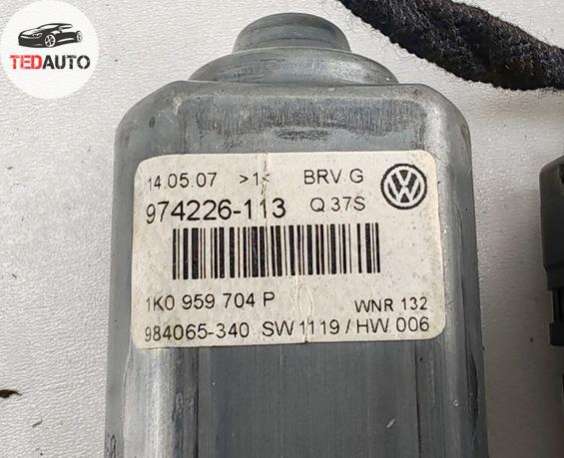 TEDAUTO
14.05.07 >1< BRV G
974226-113 Q 37S
1K0 959 704 P WNR 132
984065-340 SW 1119 / HW 006